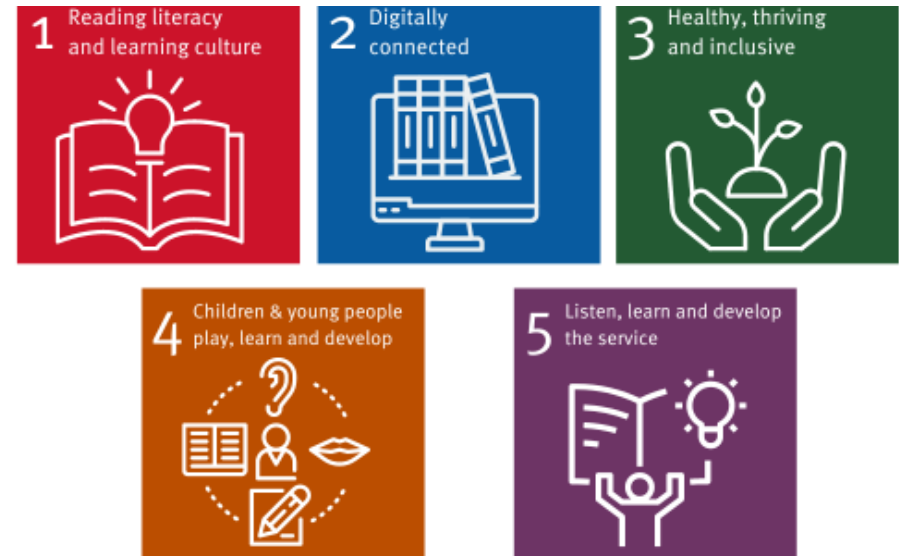 1 Reading literacy
and learning culture
2 Digitally
connected
3 Healthy, thriving
and inclusive
4 Children & young people
play, learn and develop
5 Listen, learn and develop
the service